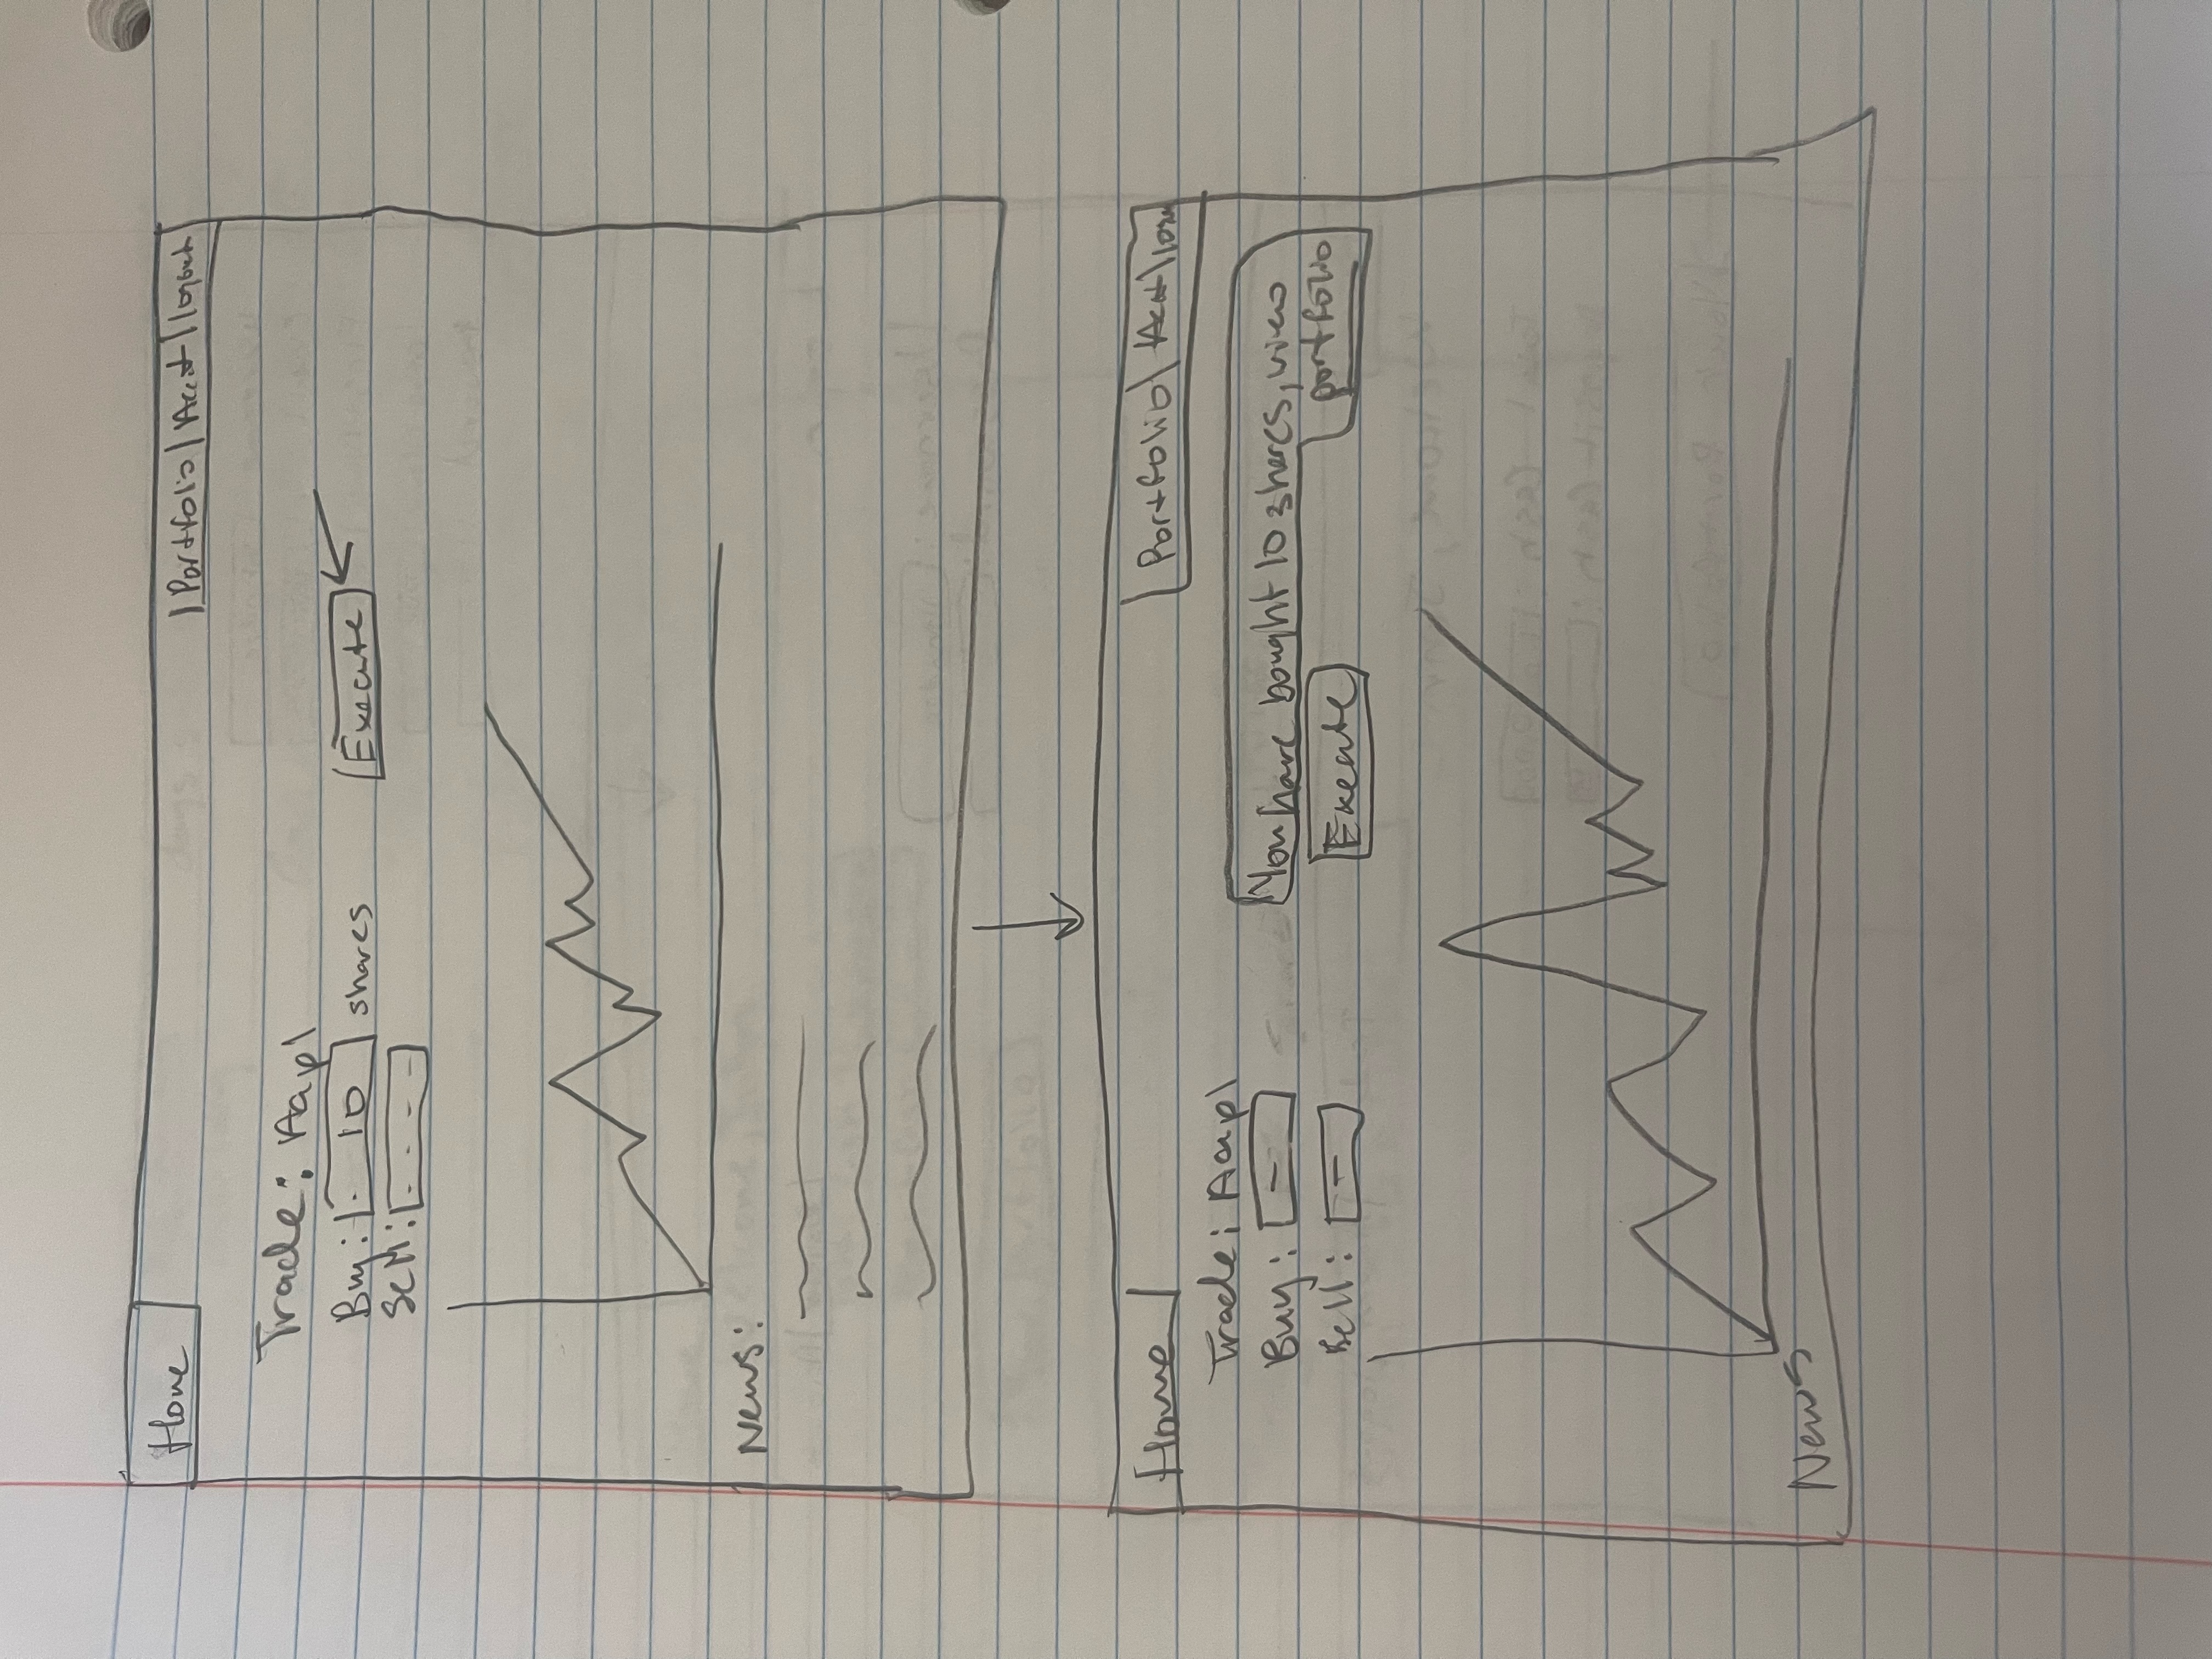 Home |Portfolio| Acct | logout
Trade: Aapl
Buy: 10 shares Execute
Sell: - - - -
News:
Home Portfolio| Acct |
Trade: Aapl
Buy: - You have bought 10 shares, view
portfolio
Sell: - Execute
News